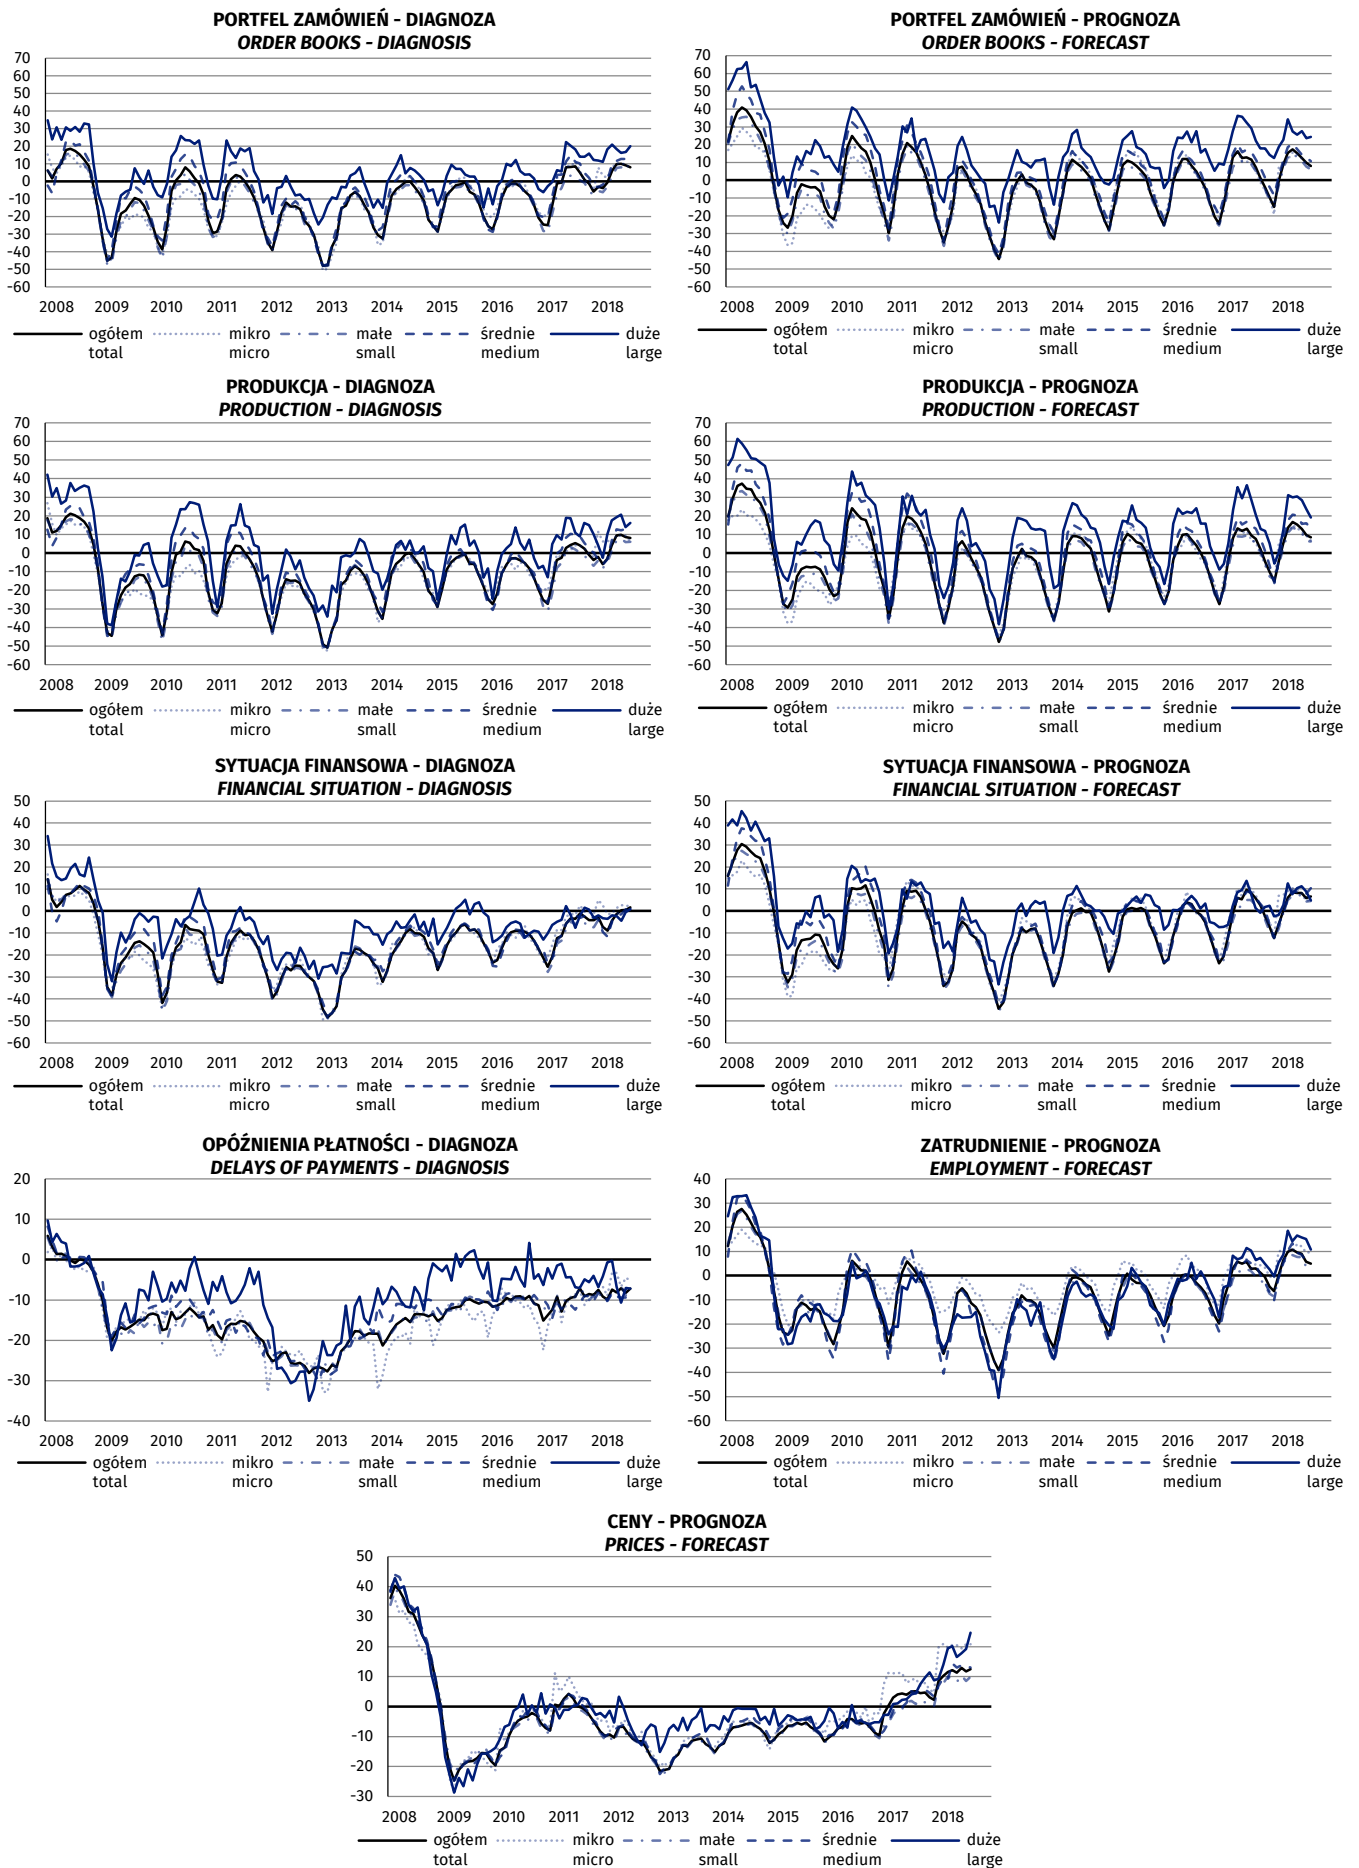 PORTFEL ZAMÓWIEŃ - DIAGNOZA
ORDER BOOKS - DIAGNOSIS
70
60
50
40
30
20
10
0
-10
-20
-30
-40
-50
-60
2008 2009 2010 2011 2012 2013 2014 2015 2016 2017 2018
ogółem mikro małe średnie duże
total micro small medium large
PORTFEL ZAMÓWIEŃ - PROGNOZA
ORDER BOOKS - FORECAST
70
60
50
40
30
20
10
0
-10
-20
-30
-40
-50
-60
2008 2009 2010 2011 2012 2013 2014 2015 2016 2017 2018
ogółem mikro małe średnie duże
total micro small medium large
PRODUKCJA - DIAGNOZA
PRODUCTION - DIAGNOSIS
70
60
50
40
30
20
10
0
-10
-20
-30
-40
-50
-60
2008 2009 2010 2011 2012 2013 2014 2015 2016 2017 2018
ogółem mikro małe średnie duże
total micro small medium large
PRODUKCJA - PROGNOZA
PRODUCTION - FORECAST
70
60
50
40
30
20
10
0
-10
-20
-30
-40
-50
-60
2008 2009 2010 2011 2012 2013 2014 2015 2016 2017 2018
ogółem mikro małe średnie duże
total micro small medium large
SYTUACJA FINANSOWA - DIAGNOZA
FINANCIAL SITUATION - DIAGNOSIS
50
40
30
20
10
0
-10
-20
-30
-40
-50
-60
2008 2009 2010 2011 2012 2013 2014 2015 2016 2017 2018
ogółem mikro małe średnie duże
total micro small medium large
SYTUACJA FINANSOWA - PROGNOZA
FINANCIAL SITUATION - FORECAST
50
40
30
20
10
0
-10
-20
-30
-40
-50
-60
2008 2009 2010 2011 2012 2013 2014 2015 2016 2017 2018
ogółem mikro małe średnie duże
total micro small medium large
OPÓŹNIENIA PŁATNOŚCI - DIAGNOZA
DELAYS OF PAYMENTS - DIAGNOSIS
20
10
0
-10
-20
-30
-40
2008 2009 2010 2011 2012 2013 2014 2015 2016 2017 2018
ogółem mikro małe średnie duże
total micro small medium large
ZATRUDNIENIE - PROGNOZA
EMPLOYMENT - FORECAST
40
30
20
10
0
-10
-20
-30
-40
-50
-60
2008 2009 2010 2011 2012 2013 2014 2015 2016 2017 2018
ogółem mikro małe średnie duże
total micro small medium large
CENY - PROGNOZA
PRICES - FORECAST
50
40
30
20
10
0
-10
-20
-30
2008 2009 2010 2011 2012 2013 2014 2015 2016 2017 2018
ogółem mikro małe średnie duże
total micro small medium large